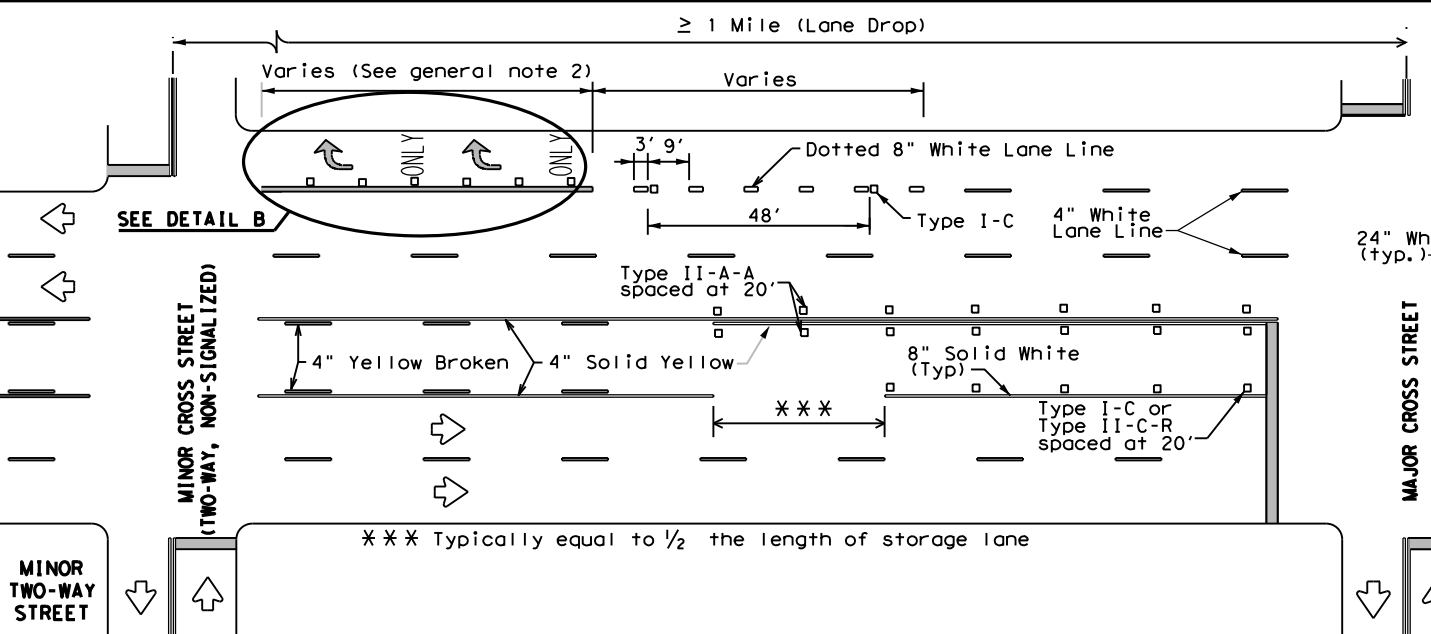 ≥ 1 Mile (Lane Drop)
Varies (See general note 2)
Varies
ONLY
ONLY
3' 9'
Dotted 8" White Lane Line
SEE DETAIL B
48'
Type I-C
4" White
Lane Line
24" Wh
(typ.)
Type II-A-A
spaced at 20'
MINOR CROSS STREET
(TWO-WAY, NON-SIGNALIZED)
4" Yellow Broken
4" Solid Yellow
8" Solid White
(Typ)
MAJOR CROSS STREET
***
Type I-C or
Type II-C-R
spaced at 20'
*** Typically equal to ½ the length of storage lane
MINOR
TWO-WAY
STREET